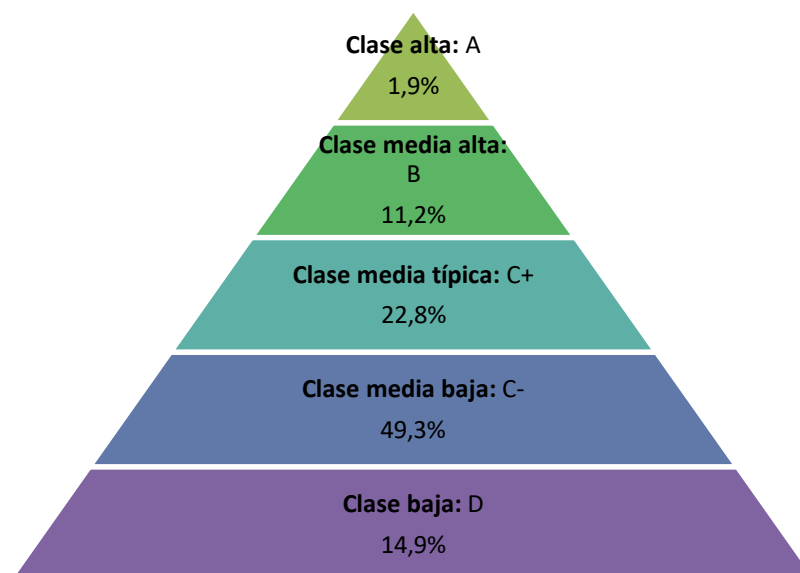 Clase alta: A
1,9%
Clase media alta:
B
11,2%
Clase media típica: C+
22,8%
Clase media baja: C-
49,3%
Clase baja: D
14,9%